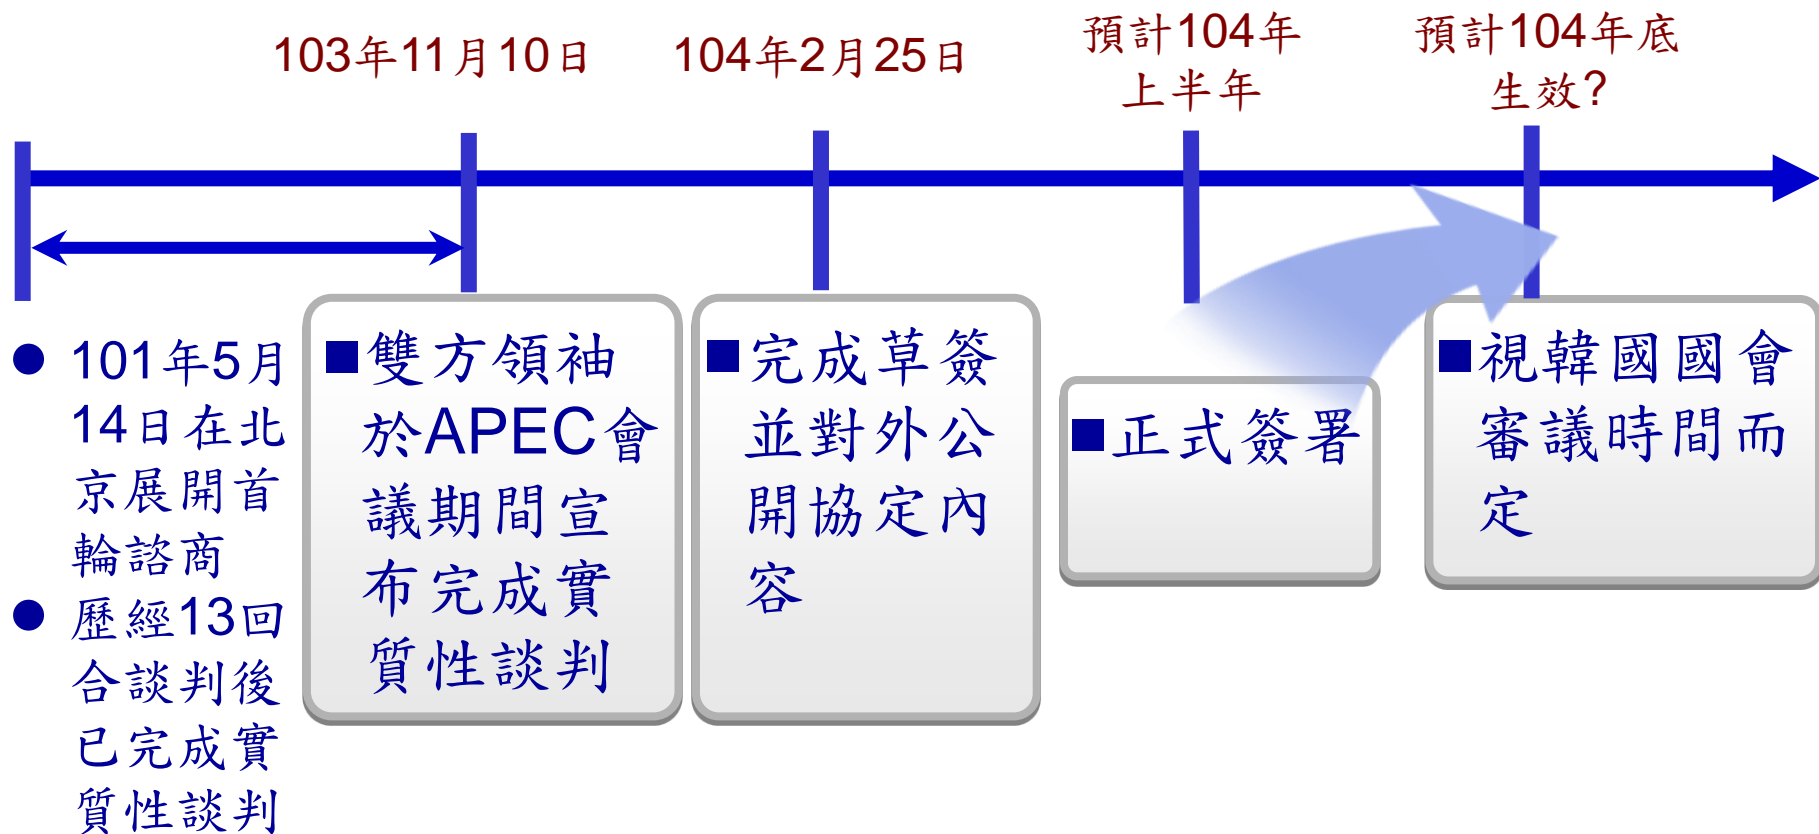 103年11月10日
104年2月25日
預計104年
上半年
預計104年底
生效?
● 101年5月
14日在北
京展開首
輪諮商
● 歷經13回
合談判後
已完成實
質性談判
■雙方領袖
於APEC會
議期間宣
布完成實
質性談判
■完成草簽
並對外公
開協定內
容
■正式簽署
■視韓國國會
審議時間而
定